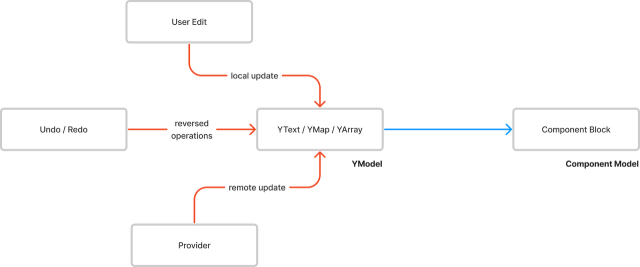 User Edit
local update
Undo / Redo
reversed
operations
YText / YMap / YArray
Component Block
YModel
Component Model
remote update
Provider